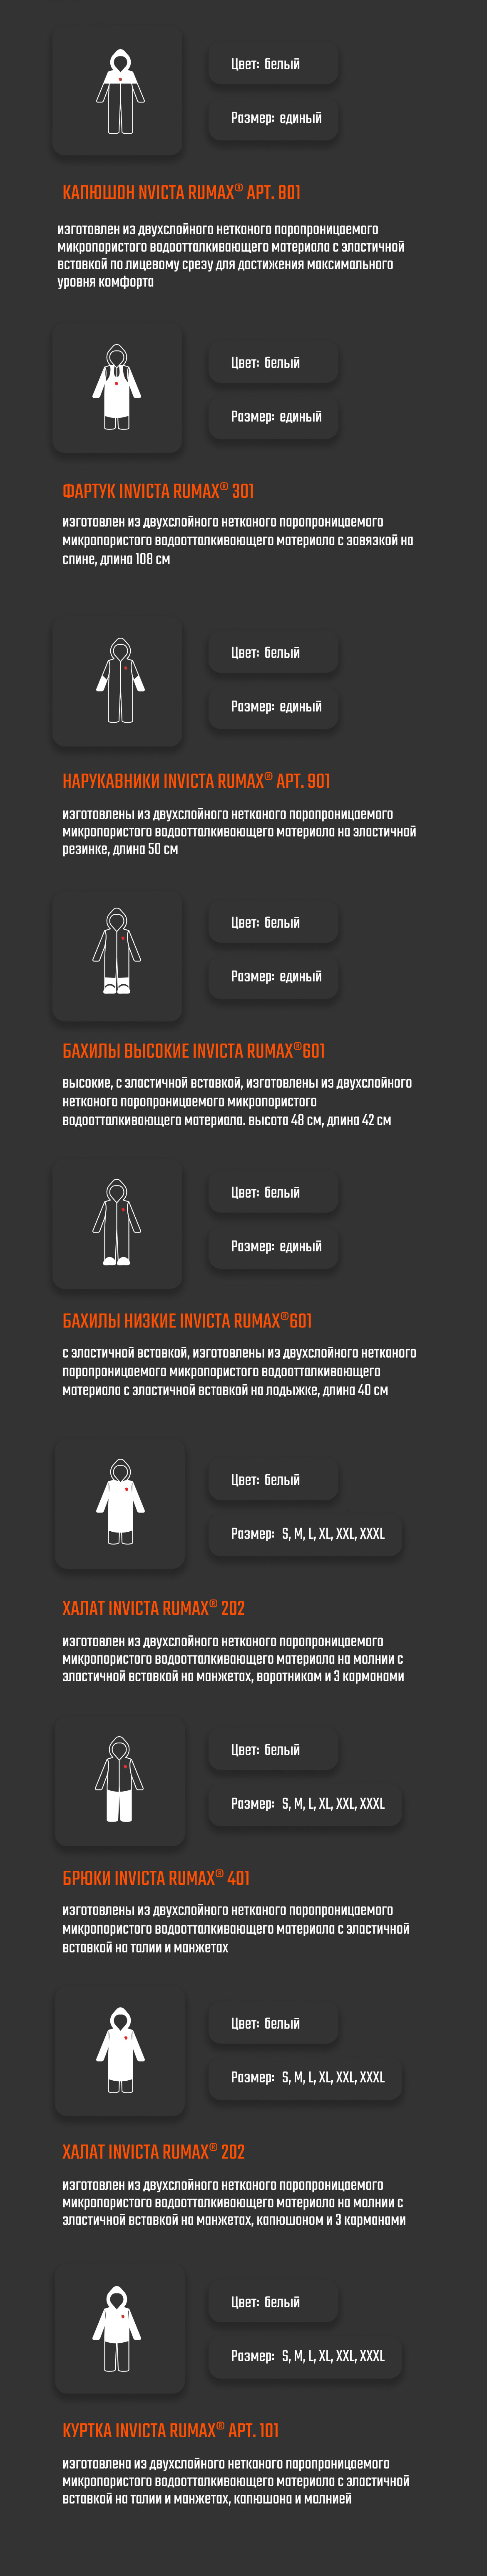 Цвет: белый
Размер: единый
КАПЮШОН NVICTA RUMAX® АРТ. 801
изготовлен из двухслойного нетканого паропроницаемого
микропористого водоотталкивающего материала с эластичной
вставкой по лицевому срезу для достижения максимального
уровня комфорта
Цвет: белый
Размер: единый
ФАРТУК INVICTA RUMAX® 301
изготовлен из двухслойного нетканого паропроницаемого
микропористого водоотталкивающего материала с завязкой на
спине, длина 108 см
Цвет: белый
Размер: единый
НАРУКАВНИКИ INVICTA RUMAX® АРТ. 901
изготовлены из двухслойного нетканого паропроницаемого
микропористого водоотталкивающего материала на эластичной
резинке, длина 50 см
Цвет: белый
Размер: единый
БАХИЛЫ ВЫСОКИЕ INVICTA RUMAX®601
высокие, с эластичной вставкой, изготовлены из двухслойного
нетканого паропроницаемого микропористого
водоотталкивающего материала. высота 48 см, длина 42 см
Цвет: белый
Размер: единый
БАХИЛЫ НИЗКИЕ INVICTA RUMAX®601
с эластичной вставкой, изготовлены из двухслойного нетканого
паропроницаемого микропористого водоотталкивающего
материала с эластичной вставкой на лодыжке, длина 40 см
Цвет: белый
Размер: S, M, L, XL, XXL, XXXL
ХАЛАТ INVICTA RUMAX® 202
изготовлен из двухслойного нетканого паропроницаемого
микропористого водоотталкивающего материала на молнии с
эластичной вставкой на манжетах, воротником и 3 карманами
Цвет: белый
Размер: S, M, L, XL, XXL, XXXL
БРЮКИ INVICTA RUMAX® 401
изготовлены из двухслойного нетканого паропроницаемого
микропористого водоотталкивающего материала с эластичной
вставкой на талии и манжетах
Цвет: белый
Размер: S, M, L, XL, XXL, XXXL
ХАЛАТ INVICTA RUMAX® 202
изготовлен из двухслойного нетканого паропроницаемого
микропористого водоотталкивающего материала на молнии с
эластичной вставкой на манжетах, капюшоном и 3 карманами
Цвет: белый
Размер: S, M, L, XL, XXL, XXXL
КУРТКА INVICTA RUMAX® АРТ. 101
изготовлена из двухслойного нетканого паропроницаемого
микропористого водоотталкивающего материала с эластичной
вставкой на талии и манжетах, капюшона и молнией